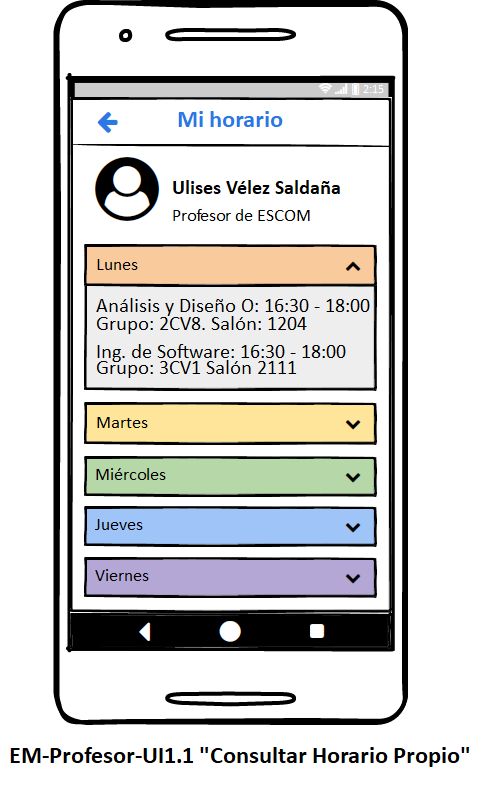 2:15
Mi horario
Ulises Vélez Saldaña
Profesor de ESCOM
Lunes
Análisis y Diseño O: 16:30 - 18:00
Grupo: 2CV8. Salón: 1204
Ing. de Software: 16:30 - 18:00
Grupo: 3CV1 Salón 2111
Martes
Miércoles
Jueves
Viernes
EM-Profesor-UI1.1 "Consultar Horario Propio"